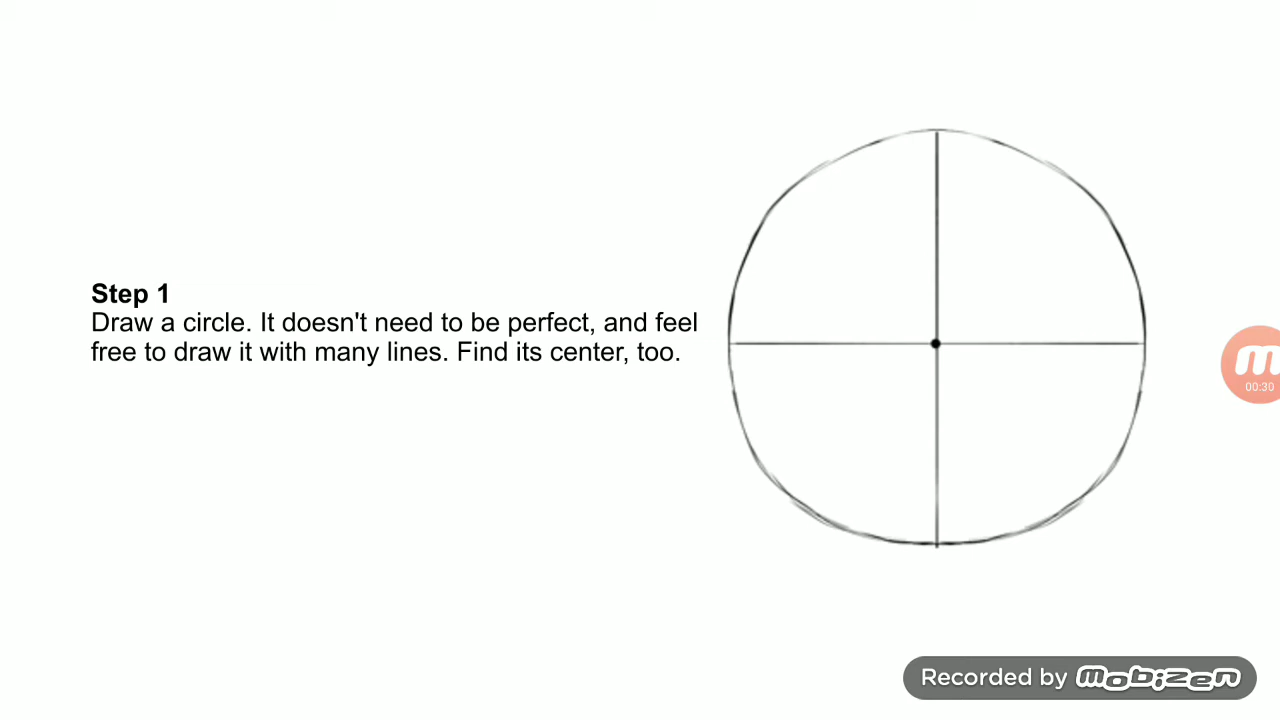 Step 1
Draw a circle. It doesn't need to be perfect, and feel
free to draw it with many lines. Find its center, too.
m
00:30
Recorded by mobizen